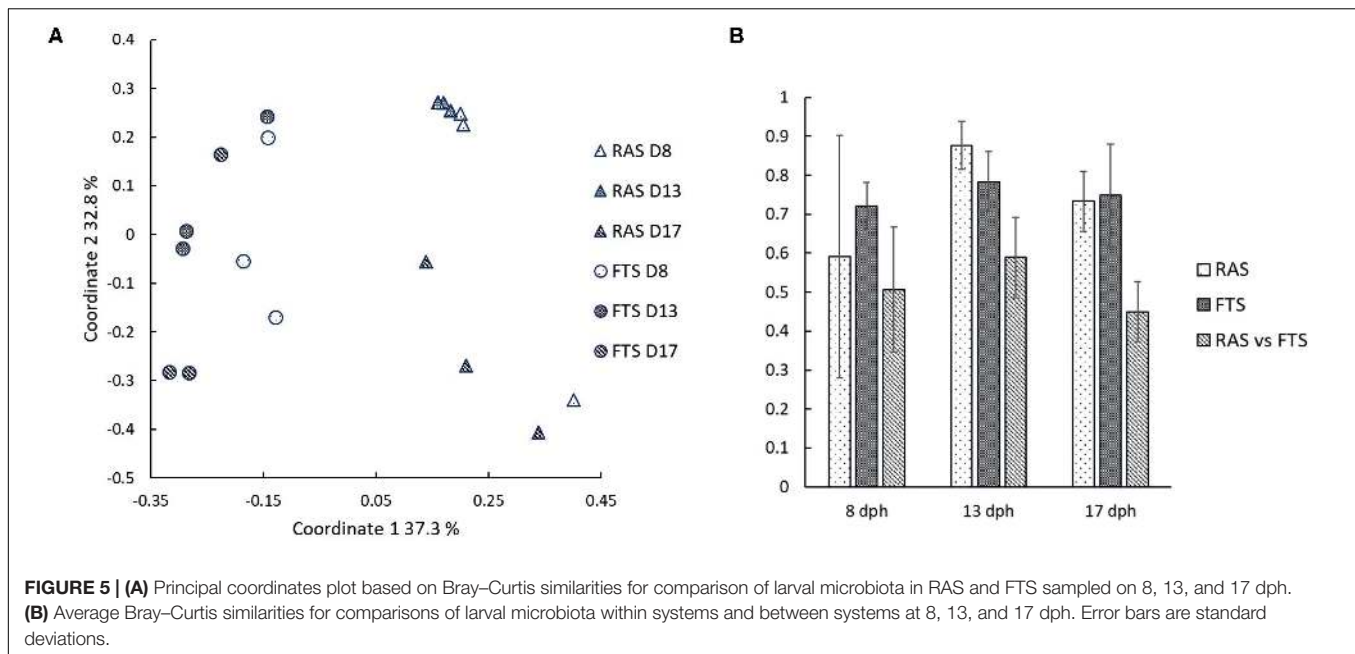 A
0.4
0.3
0.2
0.1
0
-0.1
-0.2
-0.3
-0.4
-0.5
Coordinate 2 32.8 %
-0.35
-0.15
0.05
0.25
0.45
Coordinate 1 37.3 %
RAS D8
RAS D13
RAS D17
FTS D8
FTS D13
FTS D17
B
1
0.9
0.8
0.7
0.6
0.5
0.4
0.3
0.2
0.1
0
8 dph
13 dph
17 dph
RAS
FTS
RAS vs FTS
FIGURE 5 | (A) Principal coordinates plot based on Bray–Curtis similarities for comparison of larval microbiota in RAS and FTS sampled on 8, 13, and 17 dph.
(B) Average Bray–Curtis similarities for comparisons of larval microbiota within systems and between systems at 8, 13, and 17 dph. Error bars are standard
deviations.